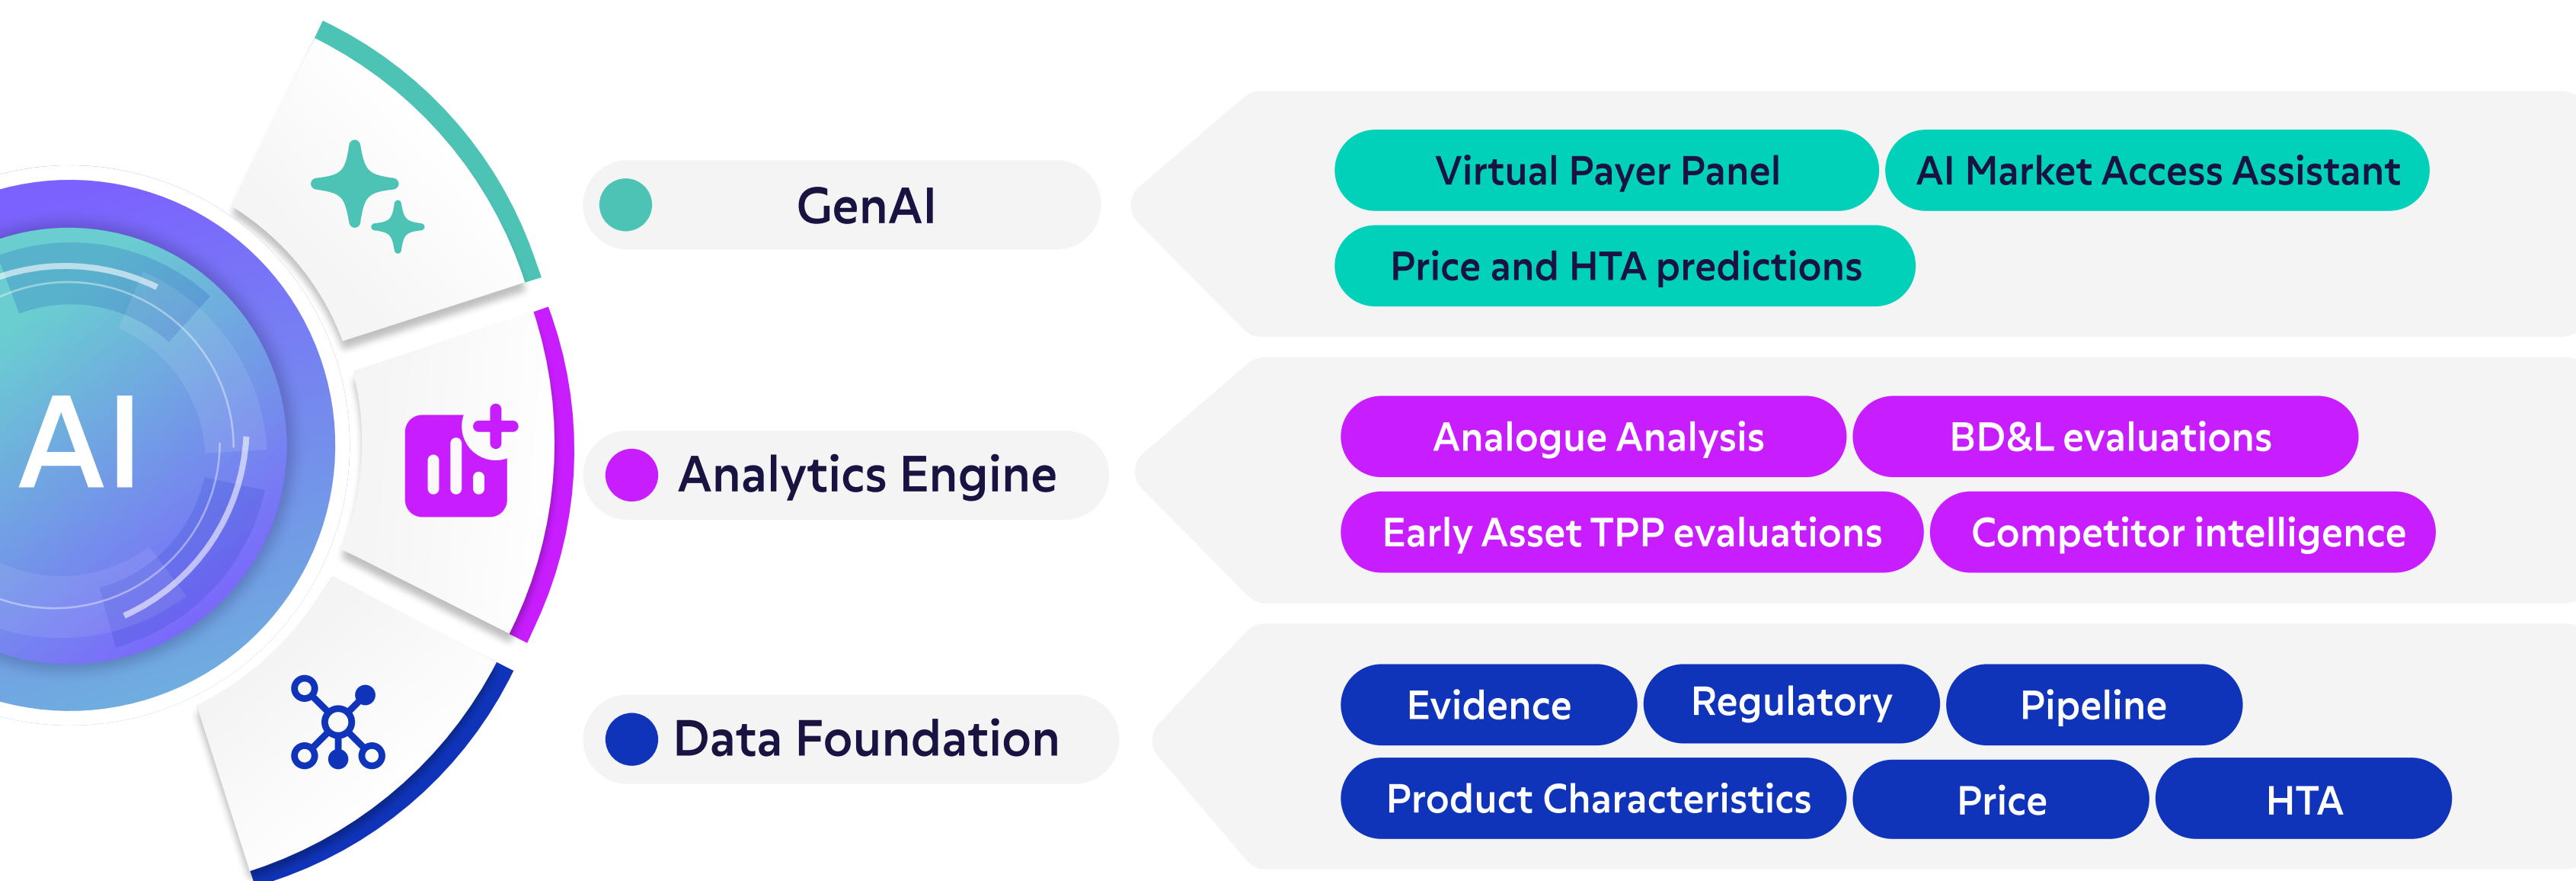 AI
GenAI
Virtual Payer Panel
AI Market Access Assistant
Price and HTA predictions
Analytics Engine
Analogue Analysis
BD&L evaluations
Early Asset TPP evaluations
Competitor intelligence
Data Foundation
Evidence
Regulatory
Pipeline
Product Characteristics
Price
HTA